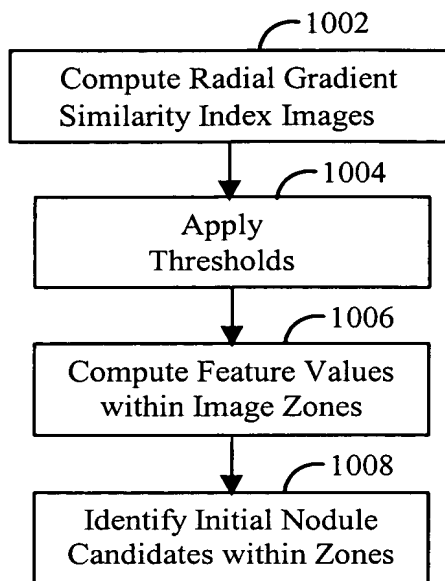 1002
Compute Radial Gradient
Similarity Index Images
1004
Apply
Thresholds
1006
Compute Feature Values
within Image Zones
1008
Identify Initial Nodule
Candidates within Zones